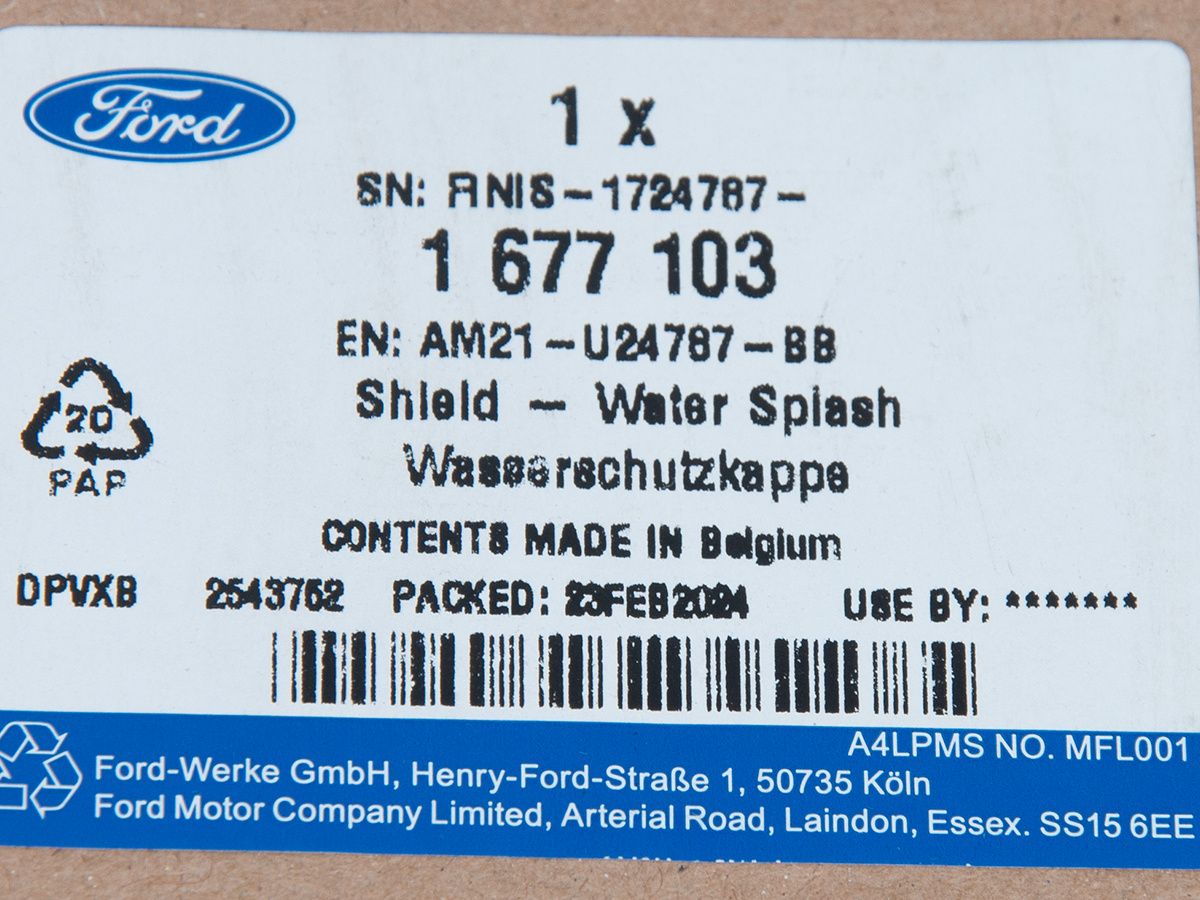 Ford
1 x
SN: FINIS-1724787-
1 677 103
EN: AM21-U24787-BB
Shield - Water Splash
Wasserschutzkappe
20
PAP
CONTENTS MADE IN Belgium
DPVXB 2543752 PACKED: 23FEB2024 USE BY: *******
A4LPMS NO. MFL001
Ford-Werke GmbH, Henry-Ford-Straße 1, 50735 Köln
Ford Motor Company Limited, Arterial Road, Laindon, Essex. SS15 6EE